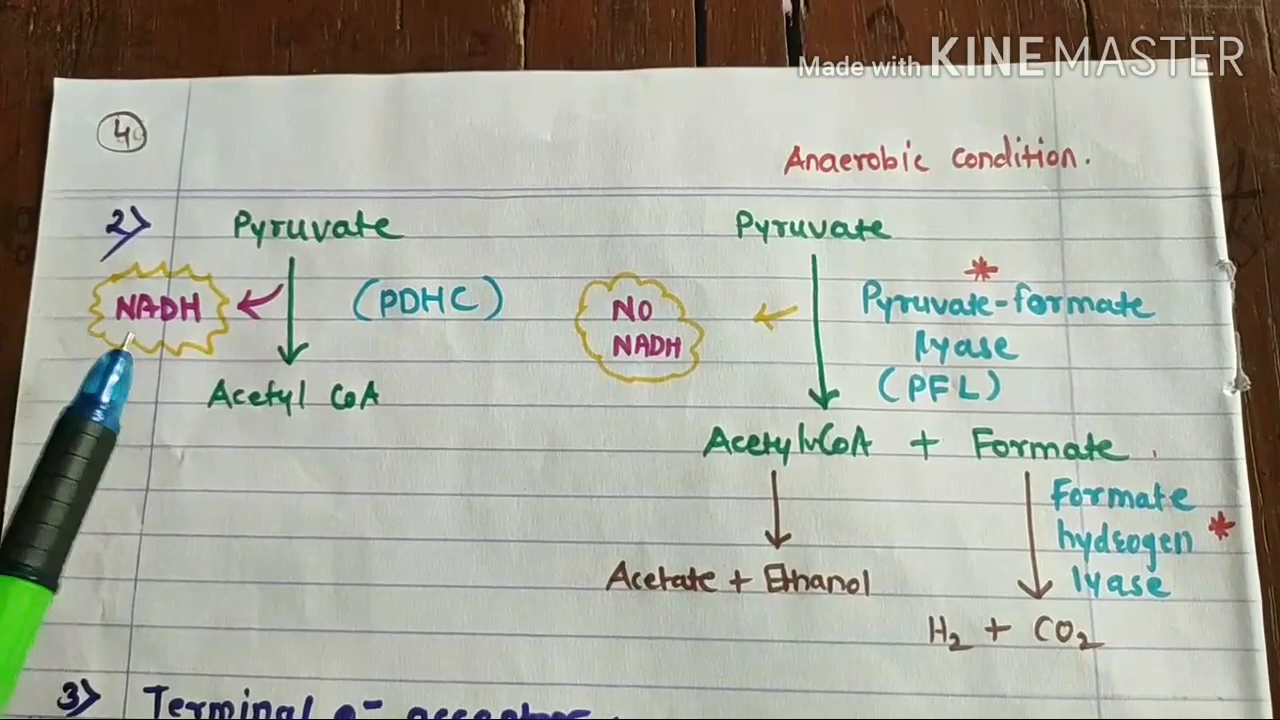 Made with KINEMASTER
4
Anaerobic condition.
2) Pyruvate
Pyruvate
NADH
(PDHC)
NO
NADH
*
Pyruvate-formate
lyase
(PFL)
Acetyl CoA
Acetyl CoA + Formate
Formate
hydrogen *
lyase
Acetate + Ethanol
H₂ + CO₂
3) Terminal e⁻ acceptors